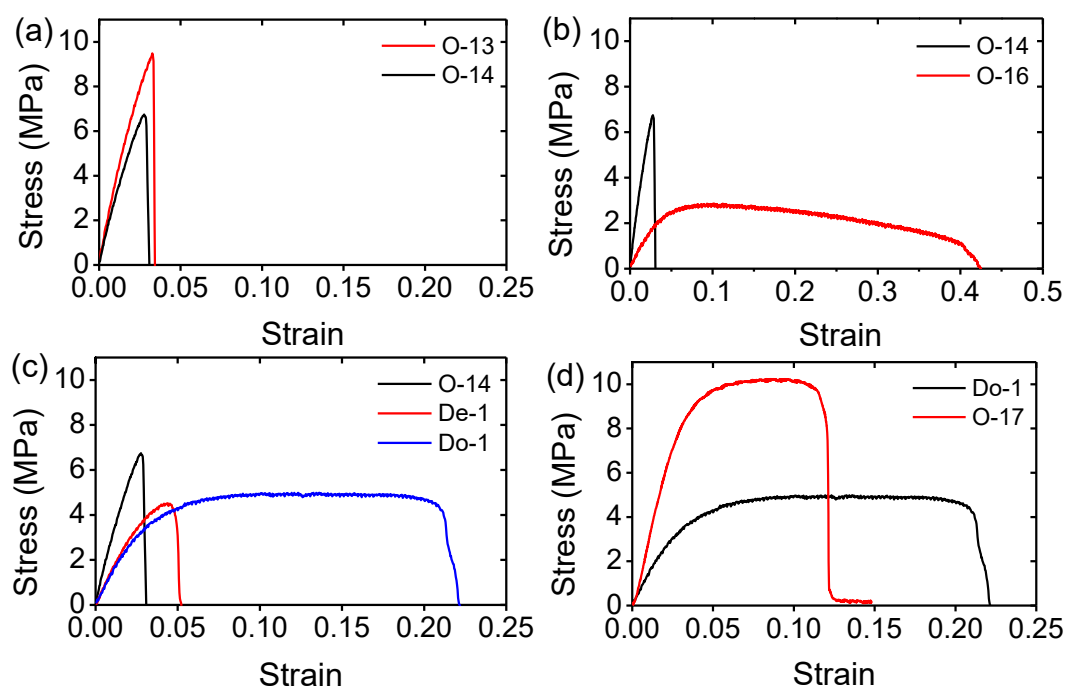 (a)
O-13
O-14
Stress (MPa)
10
8
6
4
2
0
0.00 0.05 0.10 0.15 0.20 0.25
Strain
(b)
O-14
O-16
Stress (MPa)
10
8
6
4
2
0
0.0 0.1 0.2 0.3 0.4 0.5
Strain
(c)
O-14
De-1
Do-1
Stress (MPa)
10
8
6
4
2
0
0.00 0.05 0.10 0.15 0.20 0.25
Strain
(d)
Do-1
O-17
Stress (MPa)
10
8
6
4
2
0
0.00 0.05 0.10 0.15 0.20 0.25
Strain